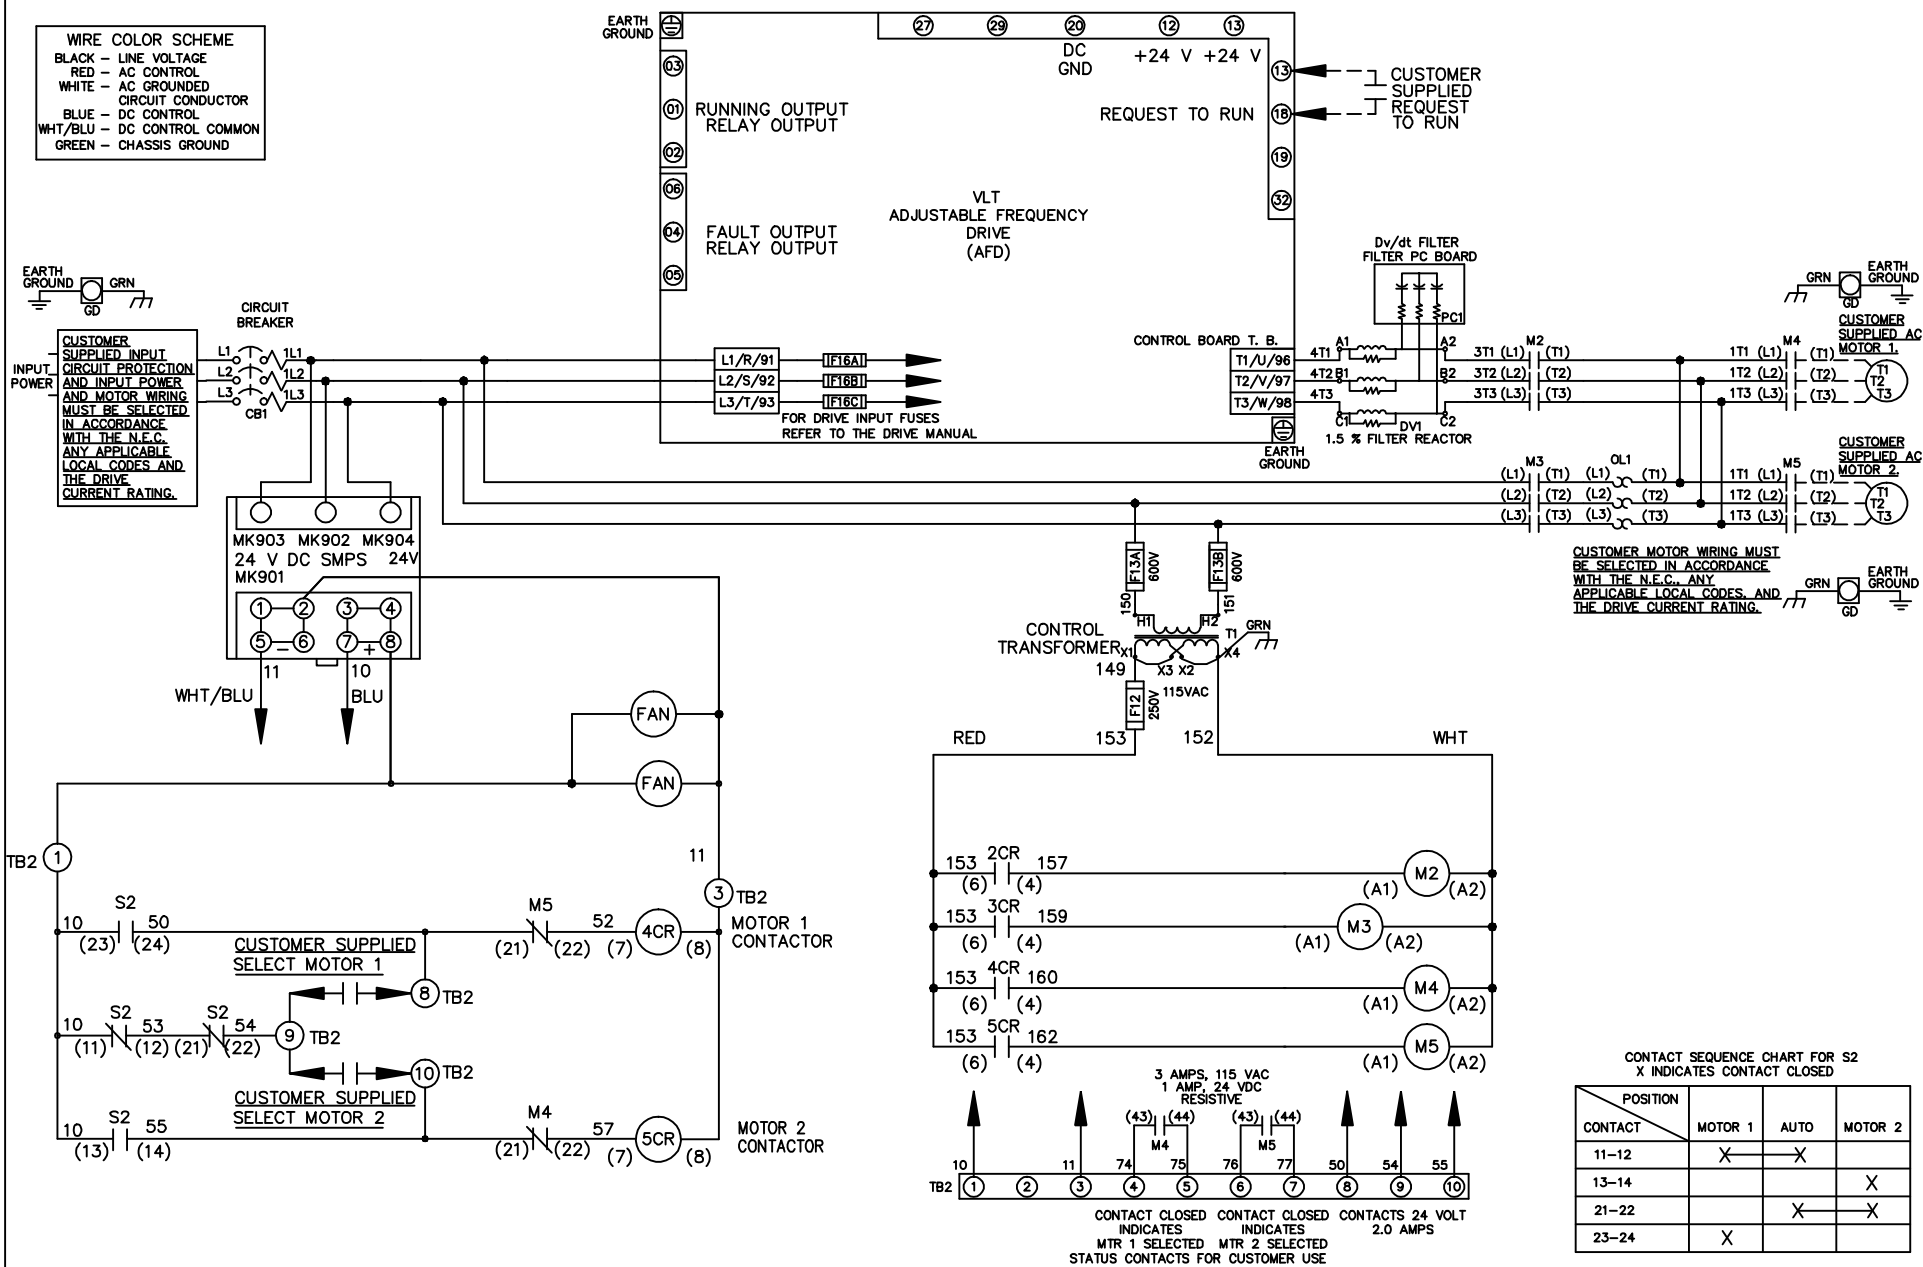 WIRE COLOR SCHEME
BLACK – LINE VOLTAGE
RED – AC CONTROL
WHITE – AC GROUNDED
CIRCUIT CONDUCTOR
BLUE – DC CONTROL
WHT/BLU – DC CONTROL COMMON
GREEN – CHASSIS GROUND
EARTH
GROUND
27 29 20 12 13
DC
GND
+24 V +24 V
03
01
02
RUNNING OUTPUT
RELAY OUTPUT
06
04
05
FAULT OUTPUT
RELAY OUTPUT
VLT
ADJUSTABLE FREQUENCY
DRIVE
(AFD)
REQUEST TO RUN
13
18
19
32
CUSTOMER
SUPPLIED
REQUEST
TO RUN
EARTH
GROUND
GRN
GD
INPUT
POWER
CUSTOMER
SUPPLIED INPUT
CIRCUIT PROTECTION
AND INPUT POWER
AND MOTOR WIRING
MUST BE SELECTED
IN ACCORDANCE
WITH THE N.E.C.
ANY APPLICABLE
LOCAL CODES AND
THE DRIVE
CURRENT RATING.
CIRCUIT
BREAKER
L1 1L1
L2 1L2
L3 1L3
CB1
L1/R/91 F16A
L2/S/92 F16B
L3/T/93 F16C
FOR DRIVE INPUT FUSES
REFER TO THE DRIVE MANUAL
CONTROL BOARD T. B.
T1/U/96
T2/V/97
T3/W/98
EARTH
GROUND
Dv/dt FILTER
FILTER PC BOARD
PC1
4T1 A1 A2
4T2 B1 B2
4T3 C1 C2
DV1
1.5 % FILTER REACTOR
M2
3T1 (L1) (T1)
3T2 (L2) (T2)
3T3 (L3) (T3)
M4
1T1 (L1) (T1)
1T2 (L2) (T2)
1T3 (L3) (T3)
GRN
GD
EARTH
GROUND
CUSTOMER
SUPPLIED AC
MOTOR 1.
T1
T2
T3
M3 OL1
(L1) (T1) (L1) (T1)
(L2) (T2) (L2) (T2)
(L3) (T3) (L3) (T3)
M5
1T1 (L1) (T1)
1T2 (L2) (T2)
1T3 (L3) (T3)
CUSTOMER
SUPPLIED AC
MOTOR 2.
T1
T2
T3
CUSTOMER MOTOR WIRING MUST
BE SELECTED IN ACCORDANCE
WITH THE N.E.C., ANY
APPLICABLE LOCAL CODES, AND
THE DRIVE CURRENT RATING.
GRN
GD
EARTH
GROUND
MK903 MK902 MK904
24 V DC SMPS 24V
MK901
1 2 3 4
5 – 6 7 + 8
11 10
WHT/BLU BLU
FAN
FAN
F13A 600V
F13B 600V
150 151
H1 H2
CONTROL
TRANSFORMER
T1 GRN
X1 X3 X2 X4
149
115VAC
F12 250V
153 152
RED WHT
TB2 1
11
3 TB2
10 S2 50
(23) (24)
M5 52
(21) (22)
4CR
(7) (8)
MOTOR 1
CONTACTOR
CUSTOMER SUPPLIED
SELECT MOTOR 1
8 TB2
10 S2 53 S2 54
(11) (12) (21) (22)
9 TB2
10 TB2
CUSTOMER SUPPLIED
SELECT MOTOR 2
10 S2 55
(13) (14)
M4 57
(21) (22)
5CR
(7) (8)
MOTOR 2
CONTACTOR
153 2CR 157
(6) (4)
(A1) M2 (A2)
153 3CR 159
(6) (4)
(A1) M3 (A2)
153 4CR 160
(6) (4)
(A1) M4 (A2)
153 5CR 162
(6) (4)
(A1) M5 (A2)
3 AMPS, 115 VAC
1 AMP, 24 VDC
RESISTIVE
(43) (44) (43) (44)
M4 M5
10 11 74 75 76 77 50 54 55
TB2 1 2 3 4 5 6 7 8 9 10
CONTACT CLOSED
INDICATES
MTR 1 SELECTED
CONTACT CLOSED
INDICATES
MTR 2 SELECTED
STATUS CONTACTS FOR CUSTOMER USE
CONTACTS 24 VOLT
2.0 AMPS
CONTACT SEQUENCE CHART FOR S2
X INDICATES CONTACT CLOSED
POSITION
CONTACT MOTOR 1 AUTO MOTOR 2
11–12 X X
13–14 X
21–22 X X
23–24 X